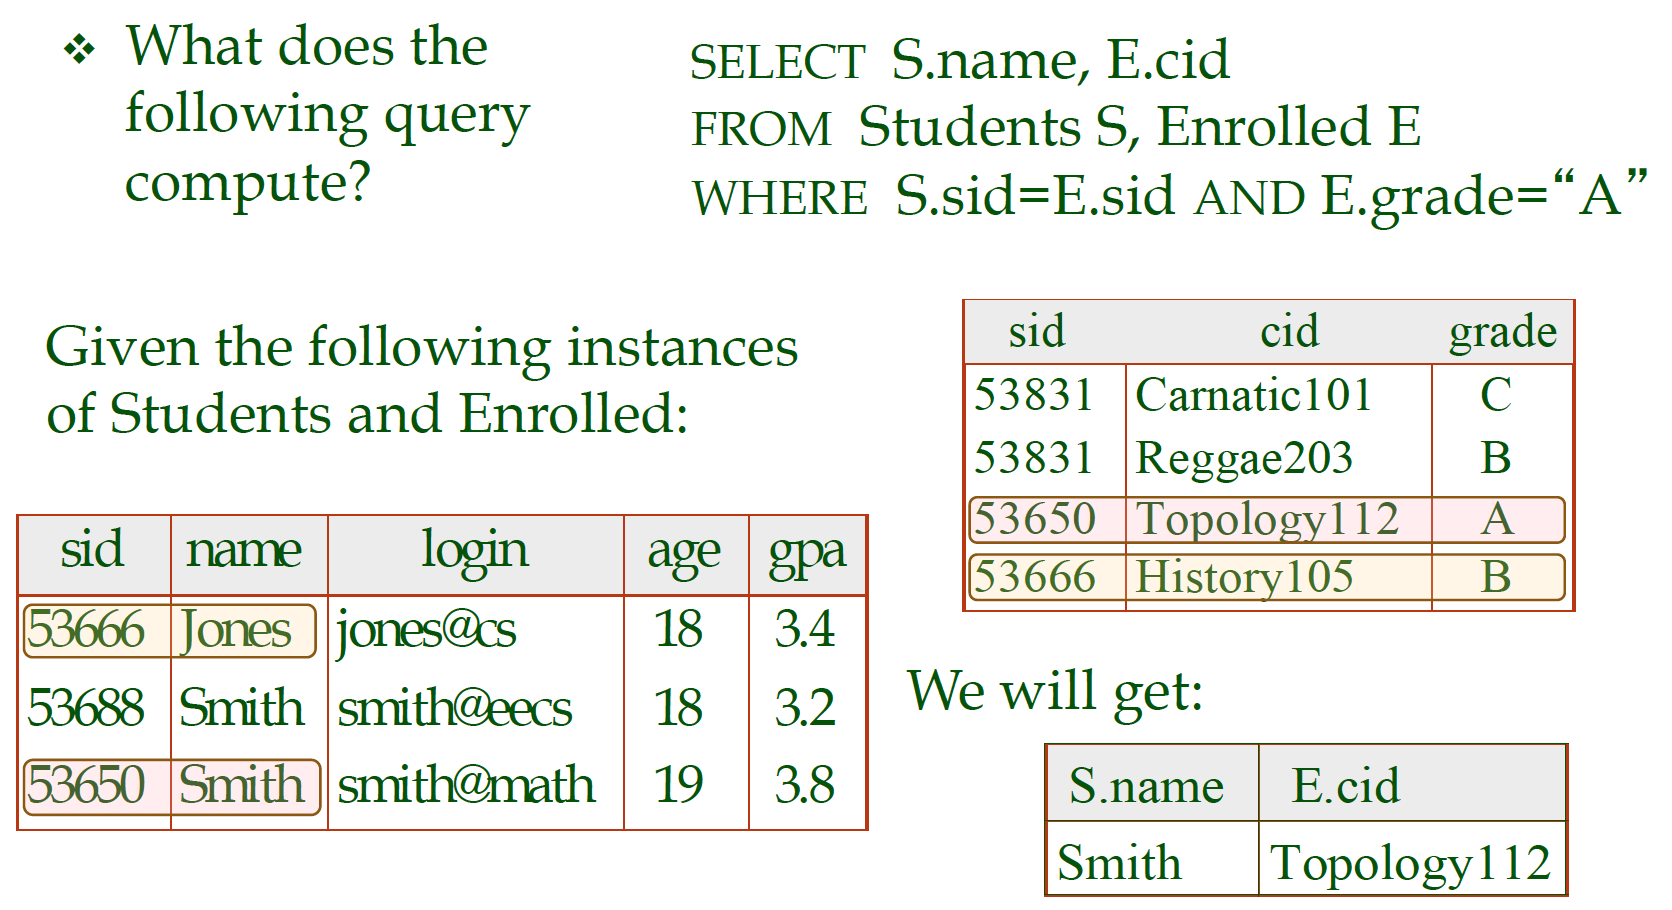 ❖ What does the
following query
compute?
SELECT S.name, E.cid
FROM Students S, Enrolled E
WHERE S.sid=E.sid AND E.grade=“A”
Given the following instances
of Students and Enrolled:
sid name login age gpa
53666 Jones jones@cs 18 3.4
53688 Smith smith@eecs 18 3.2
53650 Smith smith@math 19 3.8
sid cid grade
53831 Carnatic101 C
53831 Reggae203 B
53650 Topology112 A
53666 History105 B
We will get:
S.name E.cid
Smith Topology112